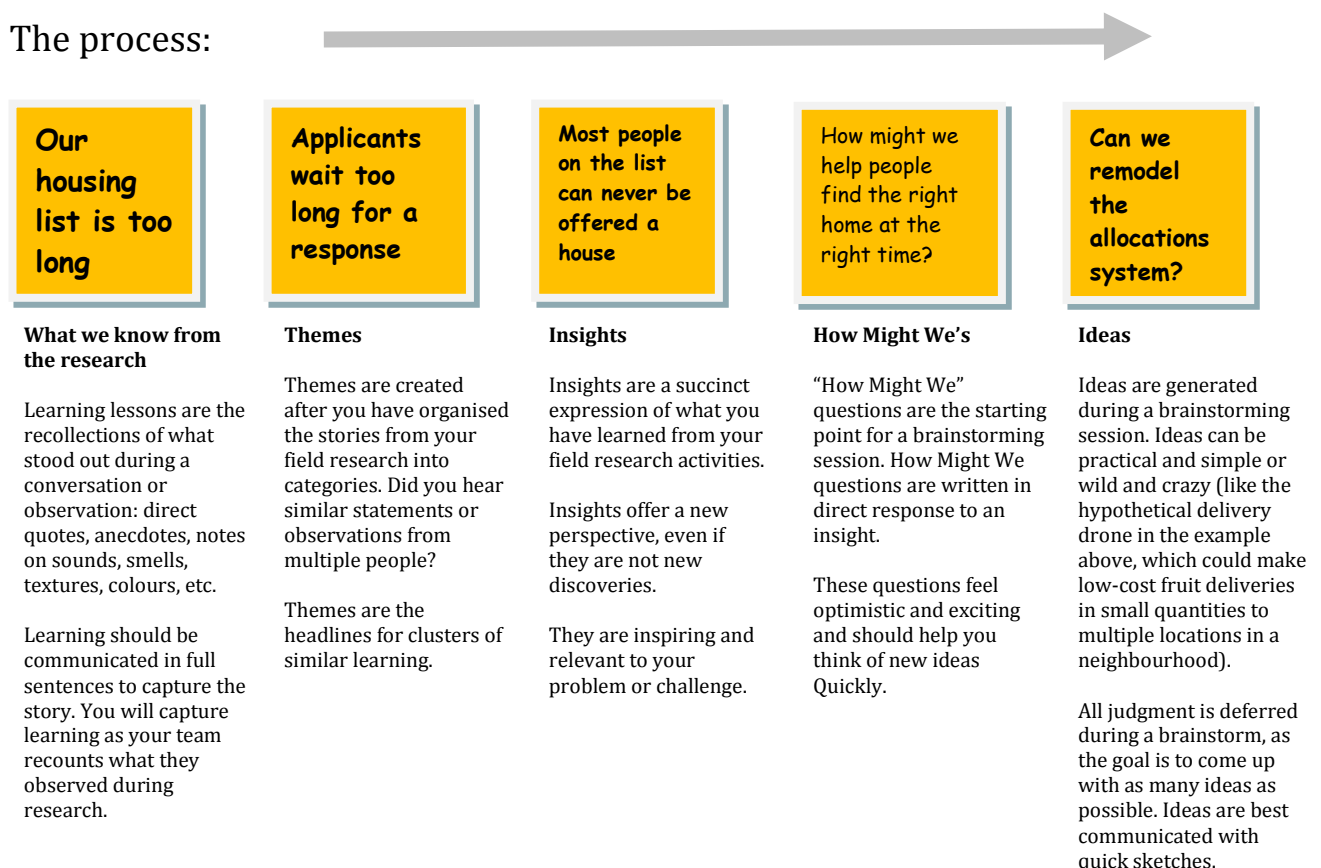 The process:
Our
housing
list is too
long
Applicants
wait too
long for a
response
Most people
on the list
can never be
offered a
house
How might we
help people
find the right
home at the
right time?
Can we
remodel
the
allocations
system?
What we know from
the research
Learning lessons are the
recollections of what
stood out during a
conversation or
observation: direct
quotes, anecdotes, notes
on sounds, smells,
textures, colours, etc.
Learning should be
communicated in full
sentences to capture the
story. You will capture
learning as your team
recounts what they
observed during
research.
Themes
Themes are created
after you have organised
the stories from your
field research into
categories. Did you hear
similar statements or
observations from
multiple people?
Themes are the
headlines for clusters of
similar learning.
Insights
Insights are a succinct
expression of what you
have learned from your
field research activities.
Insights offer a new
perspective, even if
they are not new
discoveries.
They are inspiring and
relevant to your
problem or challenge.
How Might We’s
“How Might We”
questions are the starting
point for a brainstorming
session. How Might We
questions are written in
direct response to an
insight.
These questions feel
optimistic and exciting
and should help you
think of new ideas
Quickly.
Ideas
Ideas are generated
during a brainstorming
session. Ideas can be
practical and simple or
wild and crazy (like the
hypothetical delivery
drone in the example
above, which could make
low-cost fruit deliveries
in small quantities to
multiple locations in a
neighbourhood).
All judgment is deferred
during a brainstorm, as
the goal is to come up
with as many ideas as
possible. Ideas are best
communicated with
quick sketches.